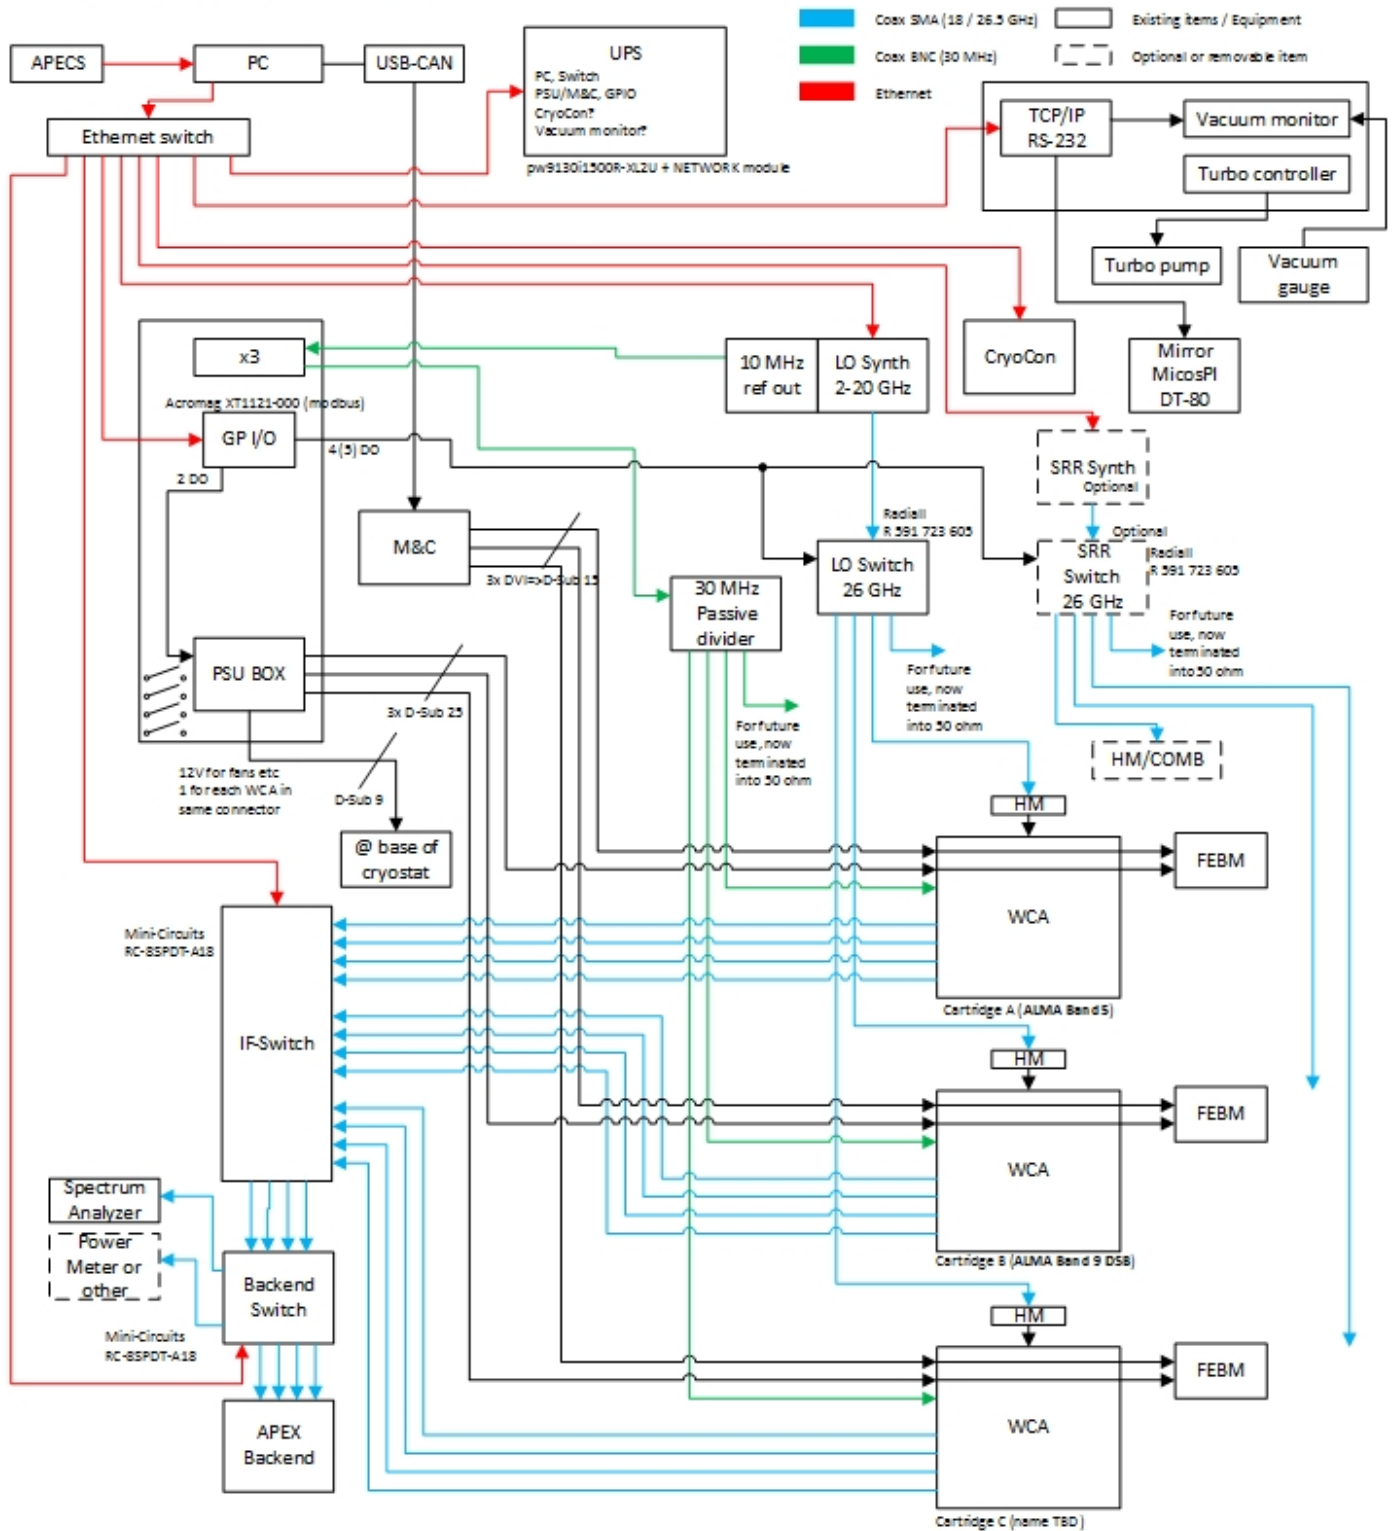 Coax SMA (18 / 26.5 GHz)
Existing items / Equipment
Coax BNC (30 MHz)
Optional or removable item
Ethernet
APECS
PC
USB-CAN
UPS
PC, Switch
PSU/M&C, GPIO
CryoCon?
Vacuum monitor?
pw9130i1500R-XL2U + NETWORK module
Ethernet switch
TCP/IP
RS-232
Vacuum monitor
Turbo controller
Turbo pump
Vacuum
gauge
x3
10 MHz
ref out
LO Synth
2-20 GHz
CryoCon
Mirror
MicosPI
DT-80
Acromag XT1121-000 (modbus)
GP I/O
4 (5) DO
2 DO
SRR Synth
Optional
M&C
3x DVI=>D-Sub 15
Radiall
R 591 723 605
LO Switch
26 GHz
Optional
SRR
Switch
26 GHz
Radiall
R 591 723 605
30 MHz
Passive
divider
For future
use, now
terminated
into 50 ohm
For future
use, now
terminated
into 50 ohm
For future
use, now
terminated
into 50 ohm
PSU BOX
3x D-Sub 25
12V for fans etc
1 for each WCA in
same connector
D-Sub 9
@ base of
cryostat
HM/COMB
HM
FEBM
WCA
Cartridge A (ALMA Band 5)
Mini-Circuits
RC-8SPDT-A18
IF-Switch
HM
FEBM
WCA
Cartridge B (ALMA Band 9 DSB)
Spectrum
Analyzer
Power
Meter or
other
Backend
Switch
Mini-Circuits
RC-8SPDT-A18
APEX
Backend
HM
FEBM
WCA
Cartridge C (name TBD)